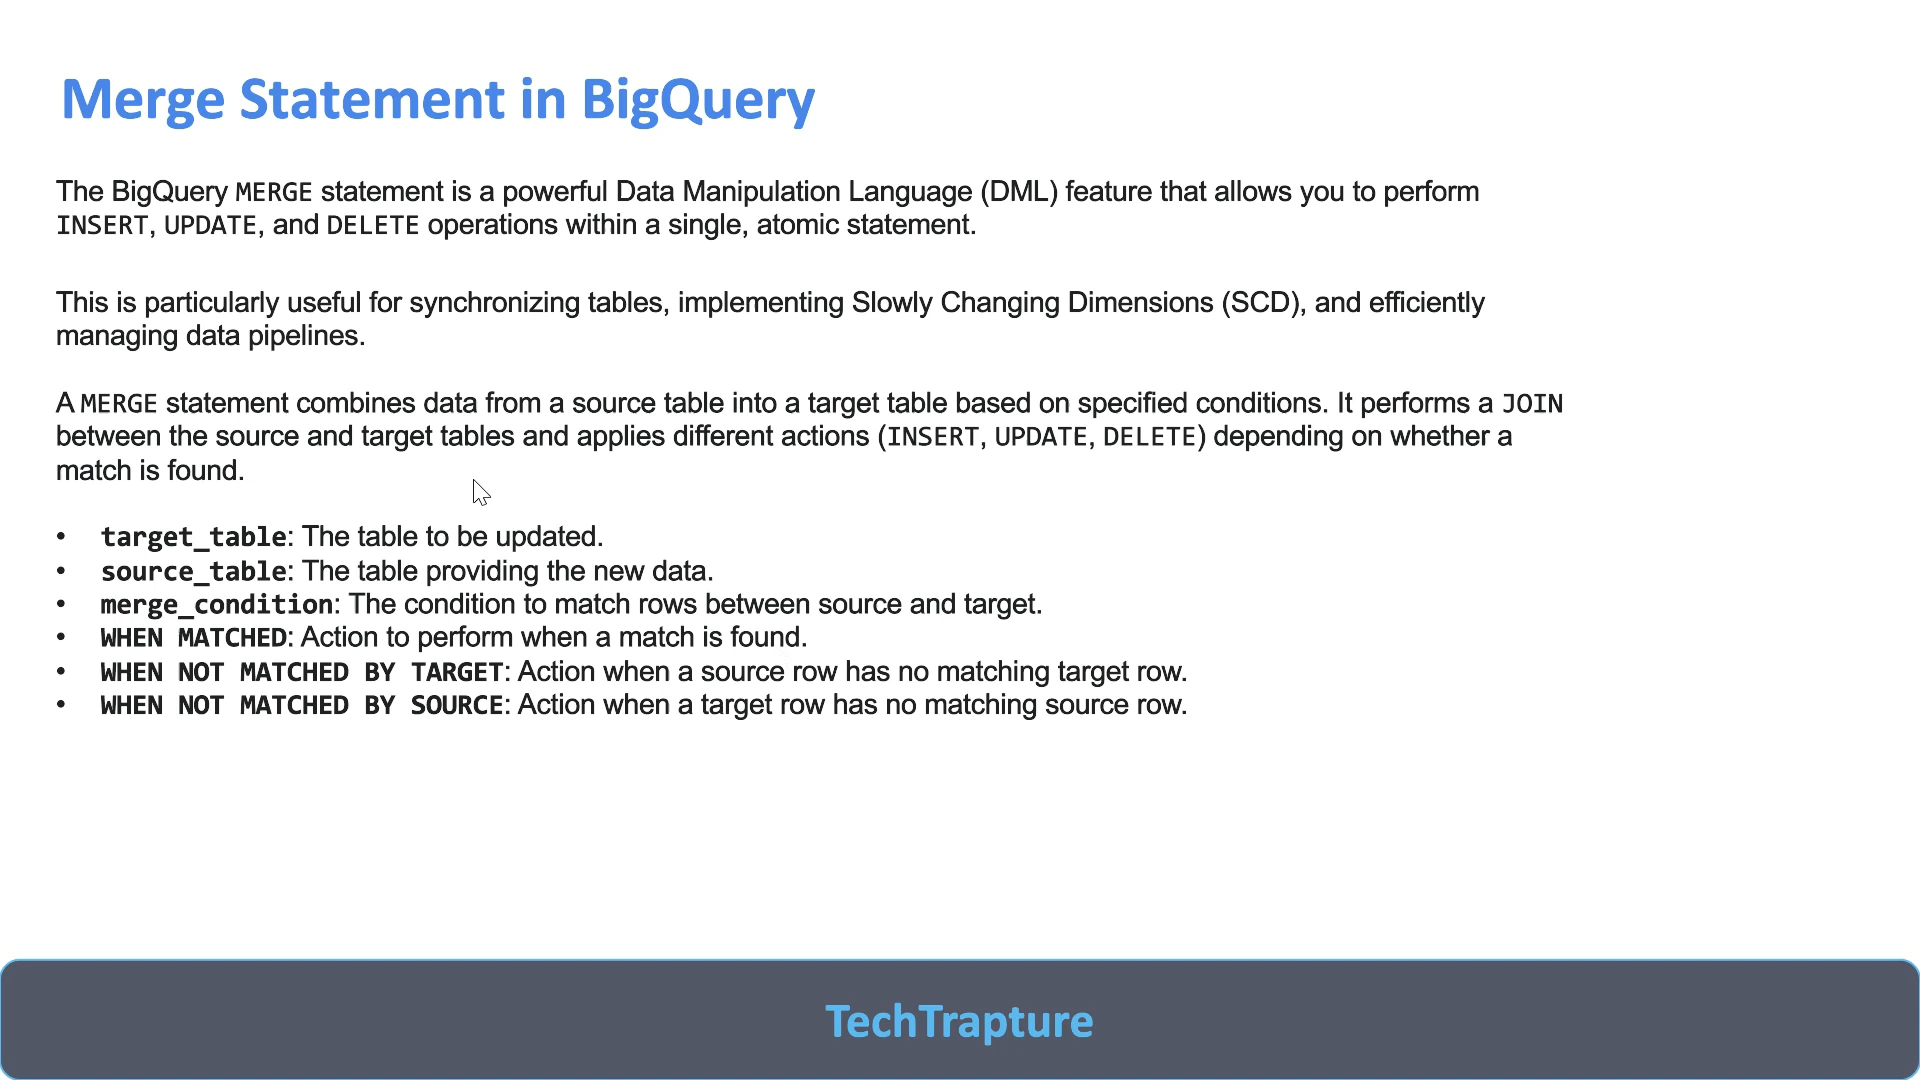 Merge Statement in BigQuery
The BigQuery MERGE statement is a powerful Data Manipulation Language (DML) feature that allows you to perform
INSERT, UPDATE, and DELETE operations within a single, atomic statement.
This is particularly useful for synchronizing tables, implementing Slowly Changing Dimensions (SCD), and efficiently
managing data pipelines.
A MERGE statement combines data from a source table into a target table based on specified conditions. It performs a JOIN
between the source and target tables and applies different actions (INSERT, UPDATE, DELETE) depending on whether a
match is found.
• target_table: The table to be updated.
• source_table: The table providing the new data.
• merge_condition: The condition to match rows between source and target.
• WHEN MATCHED: Action to perform when a match is found.
• WHEN NOT MATCHED BY TARGET: Action when a source row has no matching target row.
• WHEN NOT MATCHED BY SOURCE: Action when a target row has no matching source row.
TechTrapture